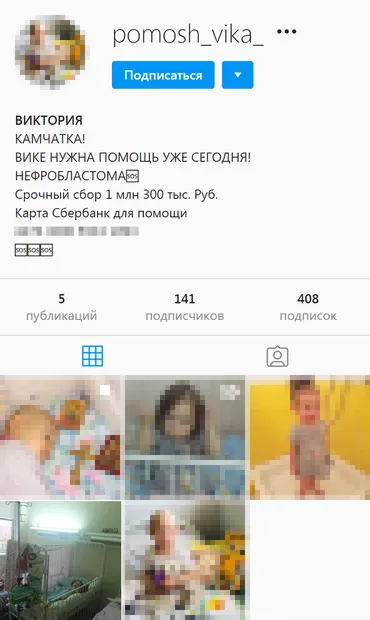 pomosh_vika_
Подписаться
ВИКТОРИЯ
КАМЧАТКА!
ВИКЕ НУЖНА ПОМОЩЬ УЖЕ СЕГОДНЯ!
НЕФРОБЛАСТОМА🆘
Срочный сбор 1 млн 300 тыс. Руб.
Карта Сбербанк для помощи
🆘🆘🆘
5 141 408
публикаций подписчиков подписок